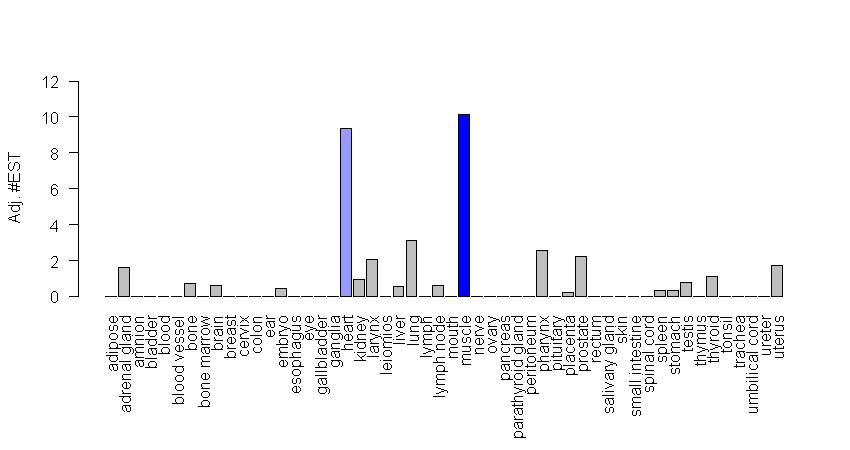 12
10
8
6
4
2
0
Adj. #EST
adipose
adrenal gland
amnion
bladder
blood
blood vessel
bone
bone marrow
brain
breast
cervix
colon
ear
embryo
esophagus
eye
gallbladder
ganglia
heart
kidney
larynx
leiomios
liver
lung
lymph
lymph node
mouth
muscle
nerve
ovary
pancreas
parathyroid gland
peritoneum
pharynx
pituitary
placenta
prostate
rectum
salivary gland
skin
small intestine
spinal cord
spleen
stomach
testis
thymus
thyroid
tonsil
trachea
umbilical cord
ureter
uterus